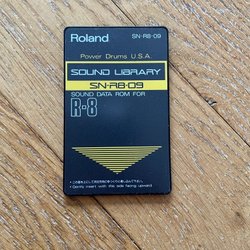 Roland SN-R8-09
Power Drums U.S.A.
SOUND LIBRARY
SN-R8-09
SOUND DATA ROM FOR
R-8
• Gently insert with this side facing upward.